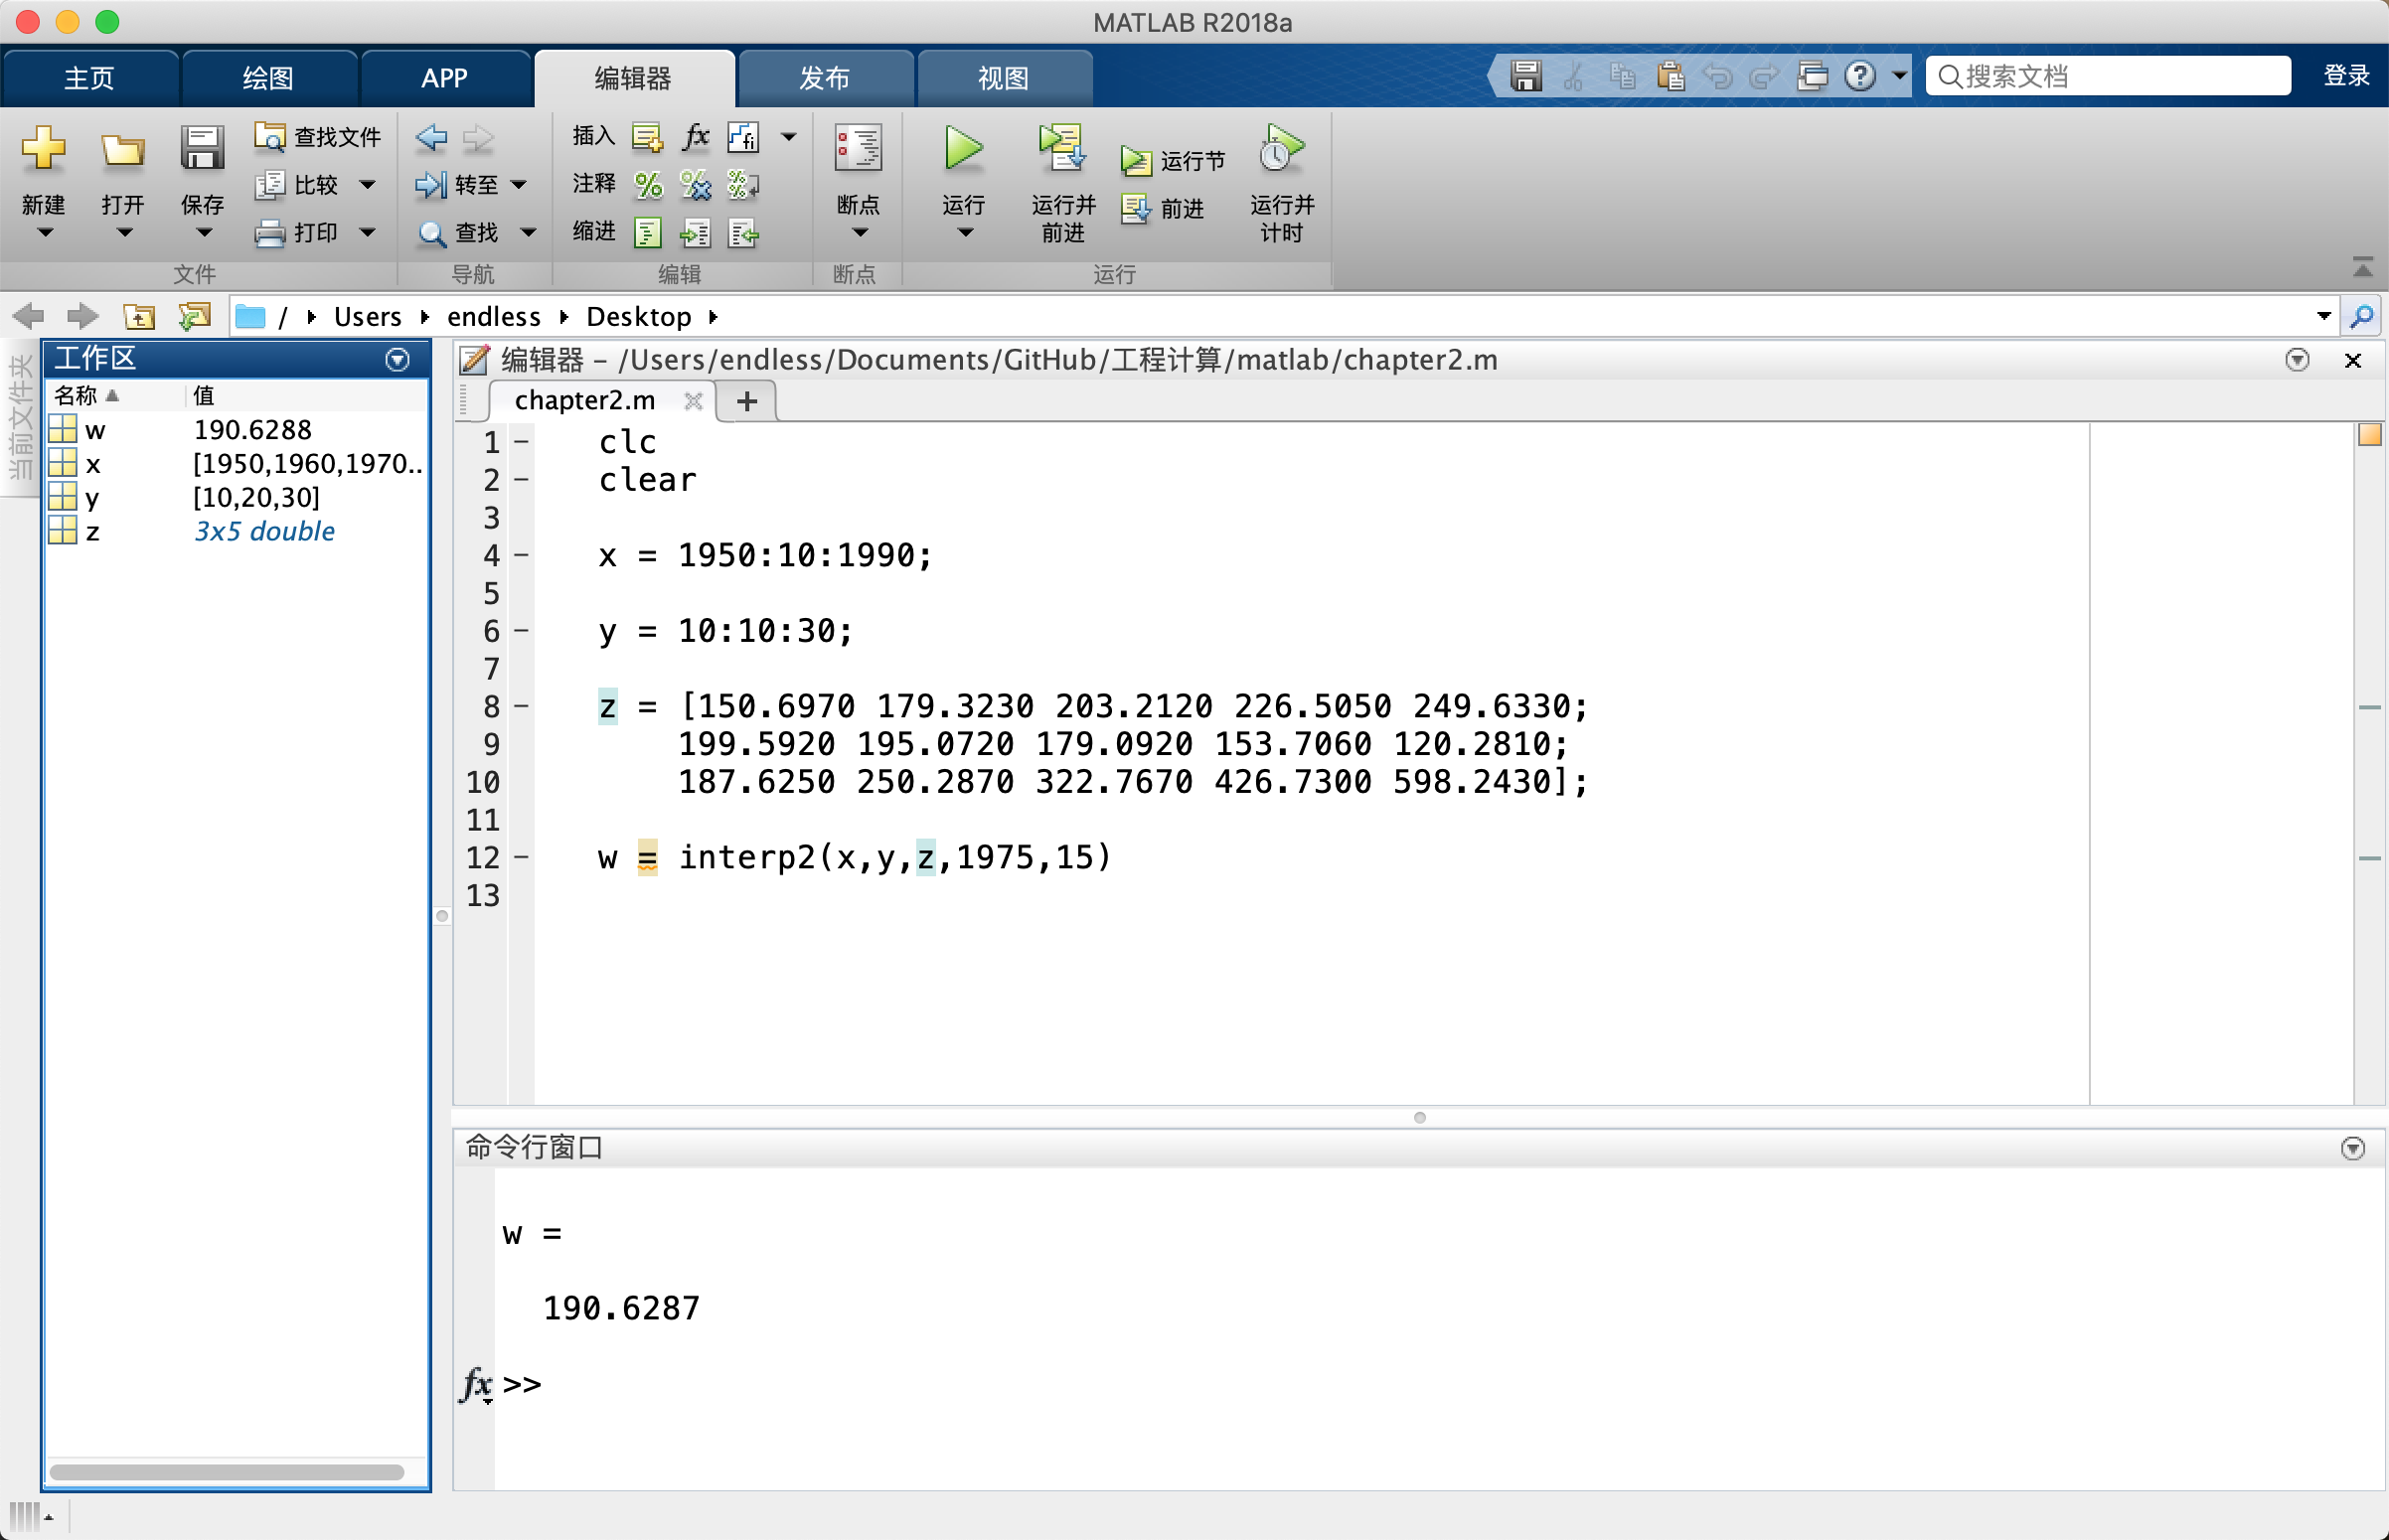 MATLAB R2018a
主页 绘图 APP 编辑器 发布 视图 搜索文档 登录
新建 打开 保存 查找文件 比较 打印
转至 查找
插入 fx fi
注释
缩进
断点
运行 运行并前进 运行节 前进 运行并计时
文件 导航 编辑 断点 运行
/ Users endless Desktop
当前文件夹
工作区
名称 值
w 190.6288
x [1950,1960,1970..
y [10,20,30]
z 3x5 double
编辑器 – /Users/endless/Documents/GitHub/工程计算/matlab/chapter2.m
chapter2.m
1 – clc
2 – clear
3
4 – x = 1950:10:1990;
5
6 – y = 10:10:30;
7
8 – z = [150.6970 179.3230 203.2120 226.5050 249.6330;
9 199.5920 195.0720 179.0920 153.7060 120.2810;
10 187.6250 250.2870 322.7670 426.7300 598.2430];
11
12 – w = interp2(x,y,z,1975,15)
13
命令行窗口
w =
190.6287
fx >>